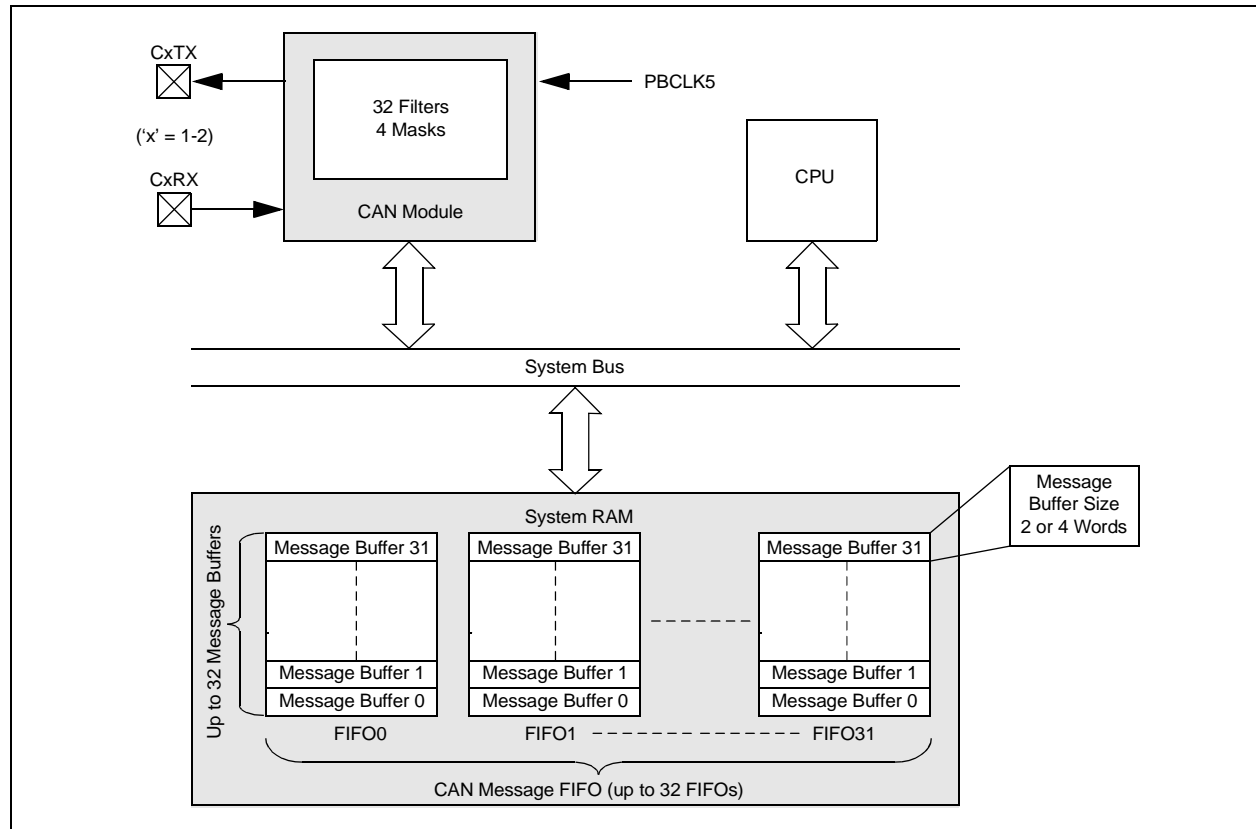 CxTX
PBCLK5
32 Filters
4 Masks
(‘x’ = 1-2)
CPU
CxRX
CAN Module
System Bus
Message
Buffer Size
2 or 4 Words
System RAM
Up to 32 Message Buffers
Message Buffer 31
Message Buffer 31
Message Buffer 31
Message Buffer 1
Message Buffer 1
Message Buffer 1
Message Buffer 0
Message Buffer 0
Message Buffer 0
FIFO0
FIFO1
FIFO31
CAN Message FIFO (up to 32 FIFOs)